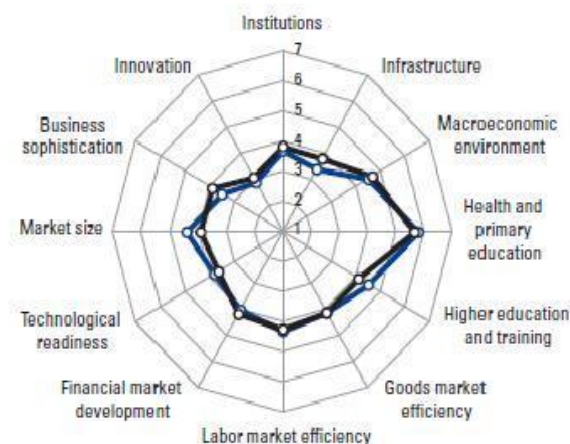 Institutions
7
6
5
4
3
2
1
Infrastructure
Macroeconomic
environment
Health and
primary
education
Higher education
and training
Goods market
efficiency
Labor market efficiency
Financial market
development
Technological
readiness
Market size
Business
sophistication
Innovation